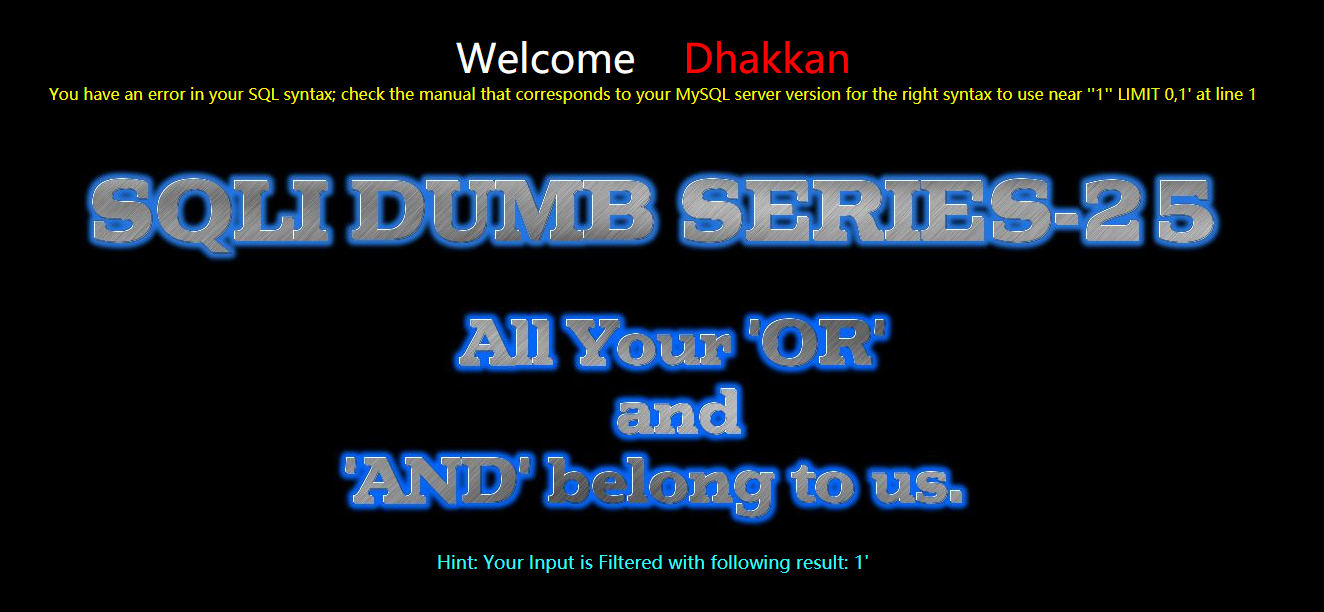 Welcome Dhakkan
You have an error in your SQL syntax; check the manual that corresponds to your MySQL server version for the right syntax to use near ''1'' LIMIT 0,1' at line 1
SQLI DUMB SERIES-25
All Your 'OR'
and
'AND' belong to us.
Hint: Your Input is Filtered with following result: 1'